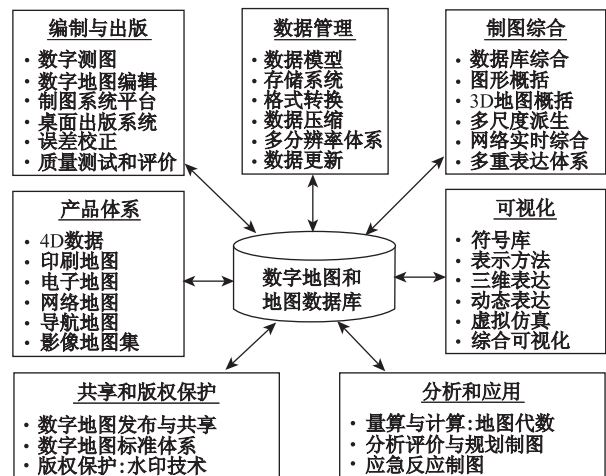 编制与出版
· 数字测图
· 数字地图编辑
· 制图系统平台
· 桌面出版系统
· 误差校正
· 质量测试和评价
数据管理
· 数据模型
· 存储系统
· 格式转换
· 数据压缩
· 多分辨率体系
· 数据更新
制图综合
· 数据库综合
· 图形概括
· 3D地图概括
· 多尺度派生
· 网络实时综合
· 多重表达体系
产品体系
· 4D数据
· 印刷地图
· 电子地图
· 网络地图
· 导航地图
· 影像地图集
数字地图和
地图数据库
可视化
· 符号库
· 表示方法
· 三维表达
· 动态表达
· 虚拟仿真
· 综合可视化
共享和版权保护
· 数字地图发布与共享
· 数字地图标准体系
· 版权保护:水印技术
分析和应用
· 量算与计算:地图代数
· 分析评价与规划制图
· 应急反应制图